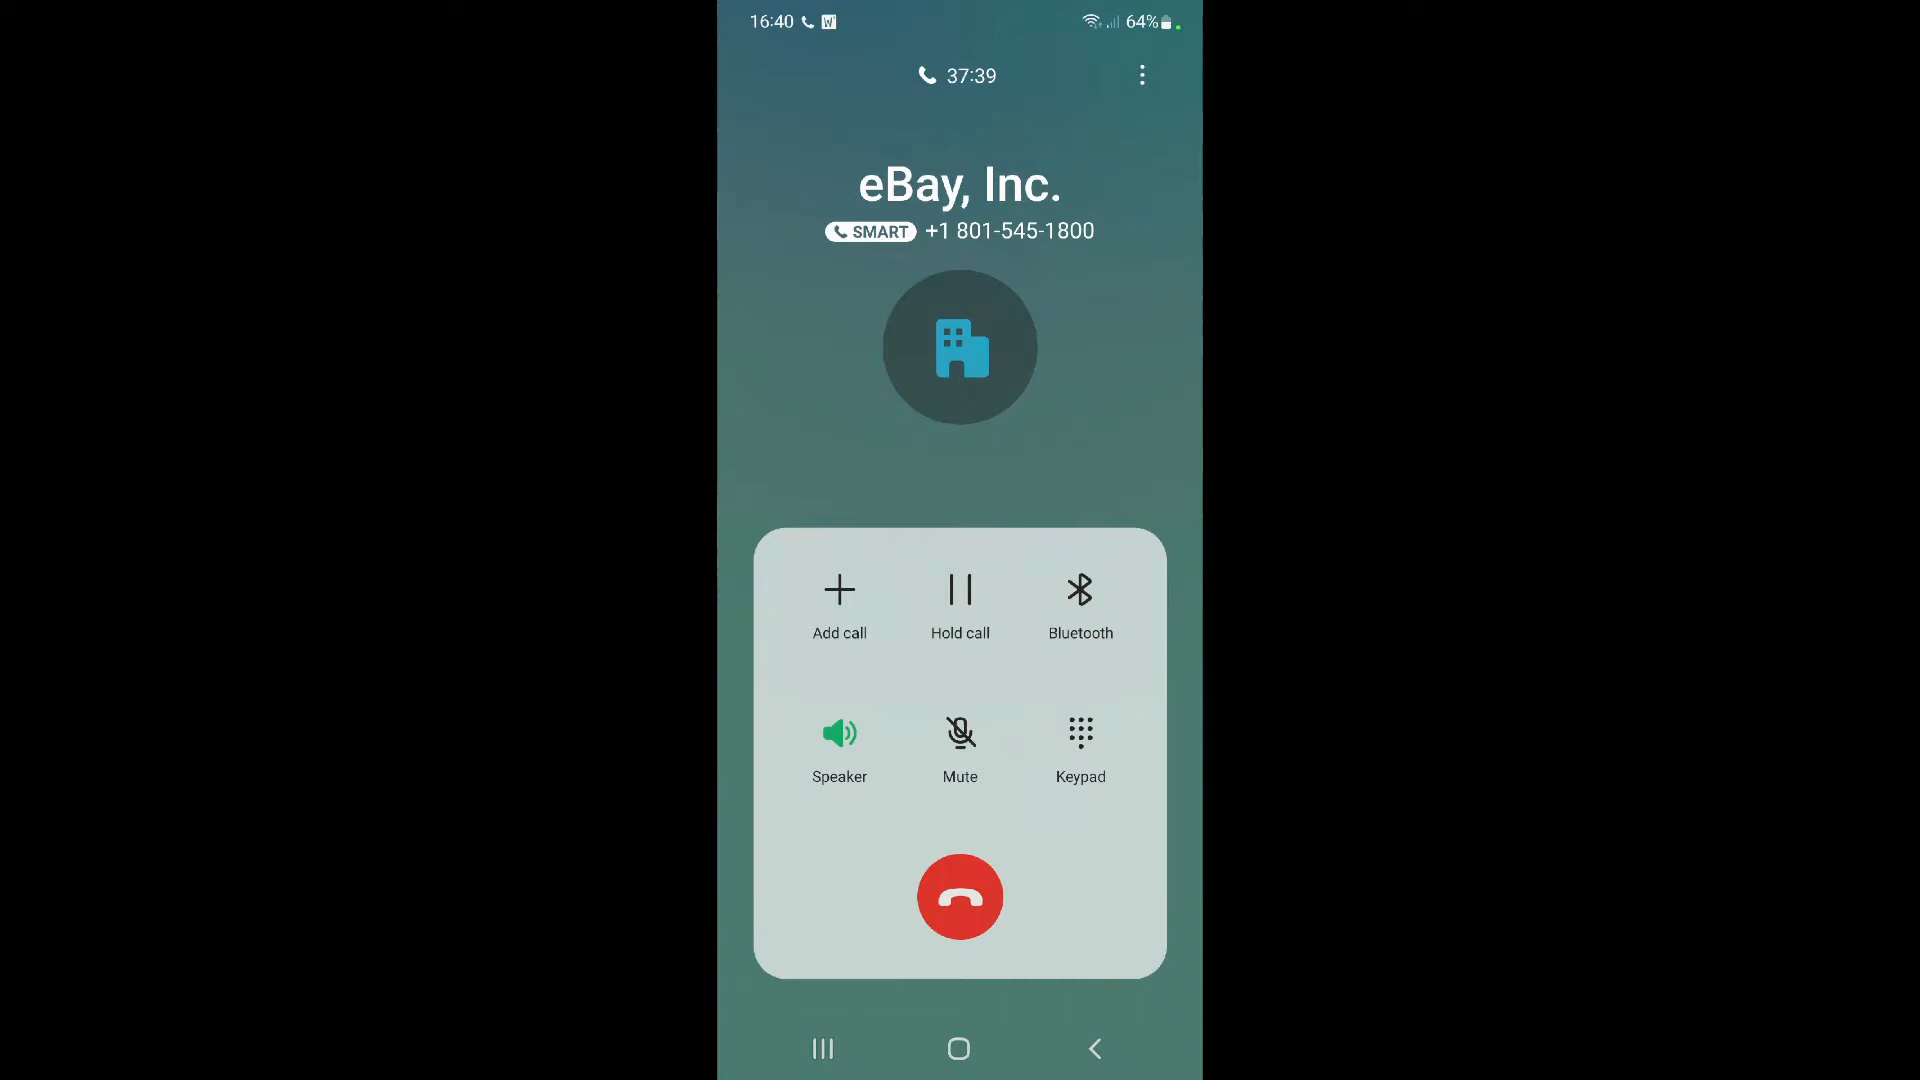 16:40 64%
37:39
eBay, Inc.
SMART +1 801-545-1800
Add call Hold call Bluetooth
Speaker Mute Keypad